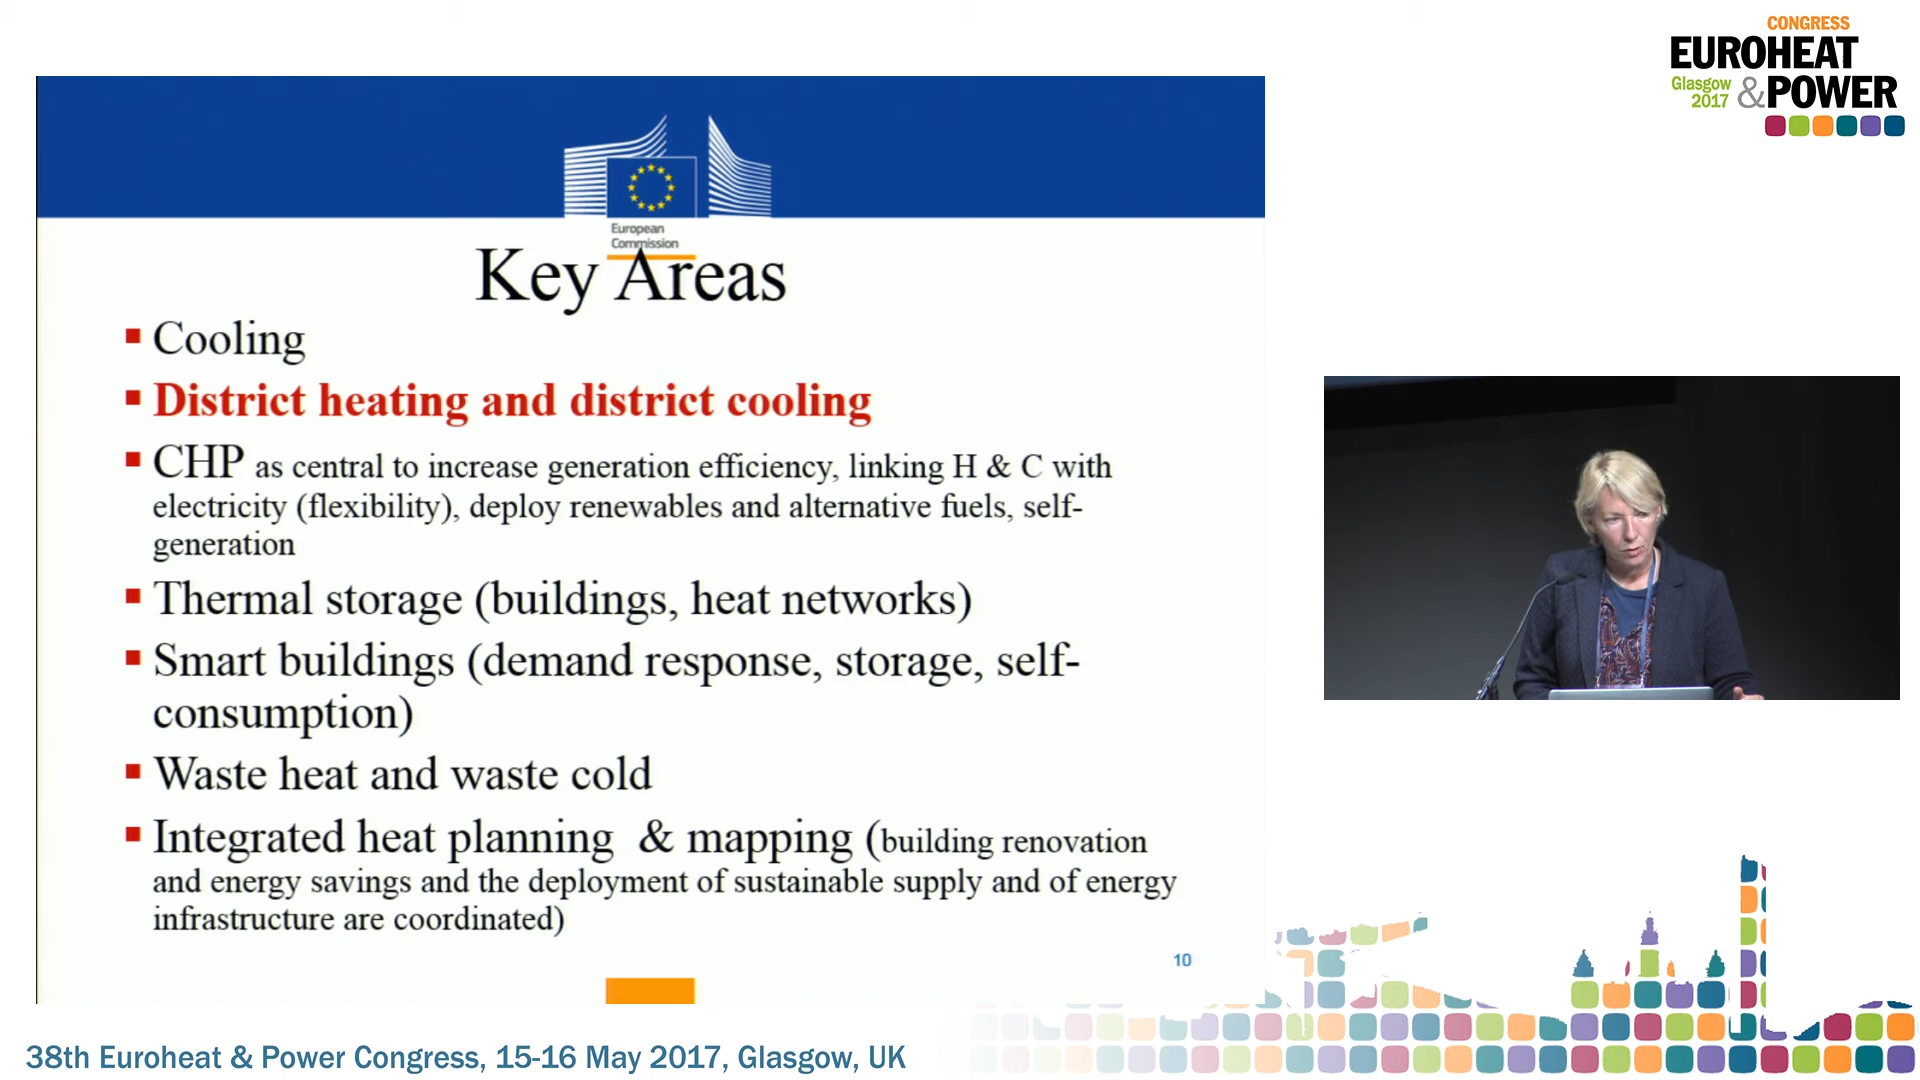 CONGRESS
EUROHEAT
Glasgow
2017 &POWER
European
Commission
Key Areas
Cooling
District heating and district cooling
CHP as central to increase generation efficiency, linking H & C with
electricity (flexibility), deploy renewables and alternative fuels, self-
generation
Thermal storage (buildings, heat networks)
Smart buildings (demand response, storage, self-
consumption)
Waste heat and waste cold
Integrated heat planning & mapping (building renovation
and energy savings and the deployment of sustainable supply and of energy
infrastructure are coordinated)
10
38th Euroheat & Power Congress, 15-16 May 2017, Glasgow, UK